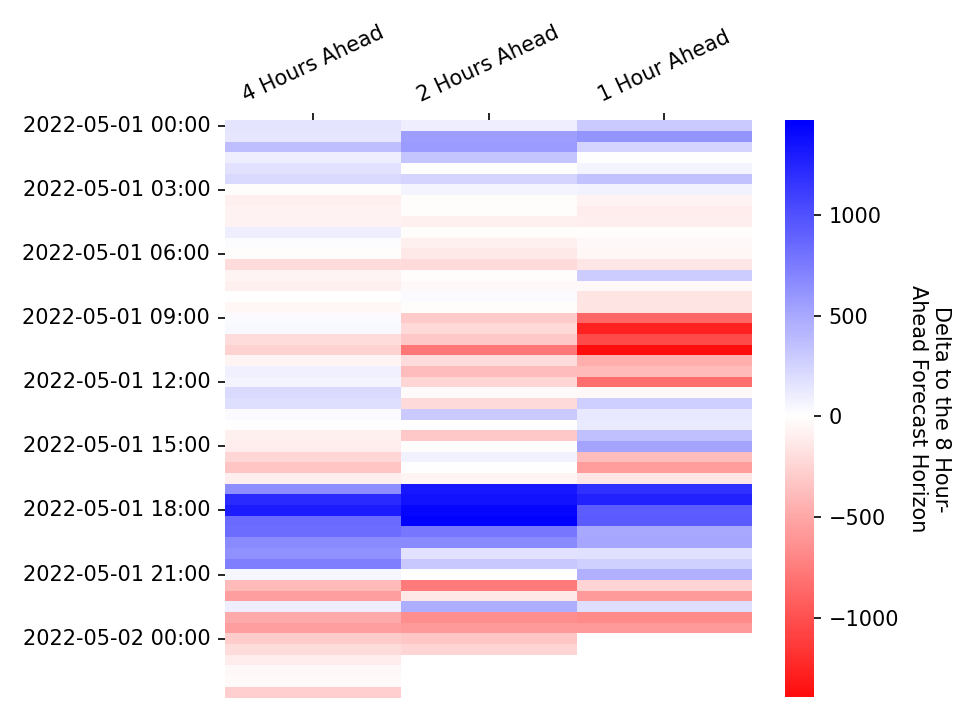 4 Hours Ahead
2 Hours Ahead
1 Hour Ahead
2022-05-01 00:00
2022-05-01 03:00
2022-05-01 06:00
2022-05-01 09:00
2022-05-01 12:00
2022-05-01 15:00
2022-05-01 18:00
2022-05-01 21:00
2022-05-02 00:00
1000
500
0
−500
−1000
Delta to the 8 Hour-
Ahead Forecast Horizon